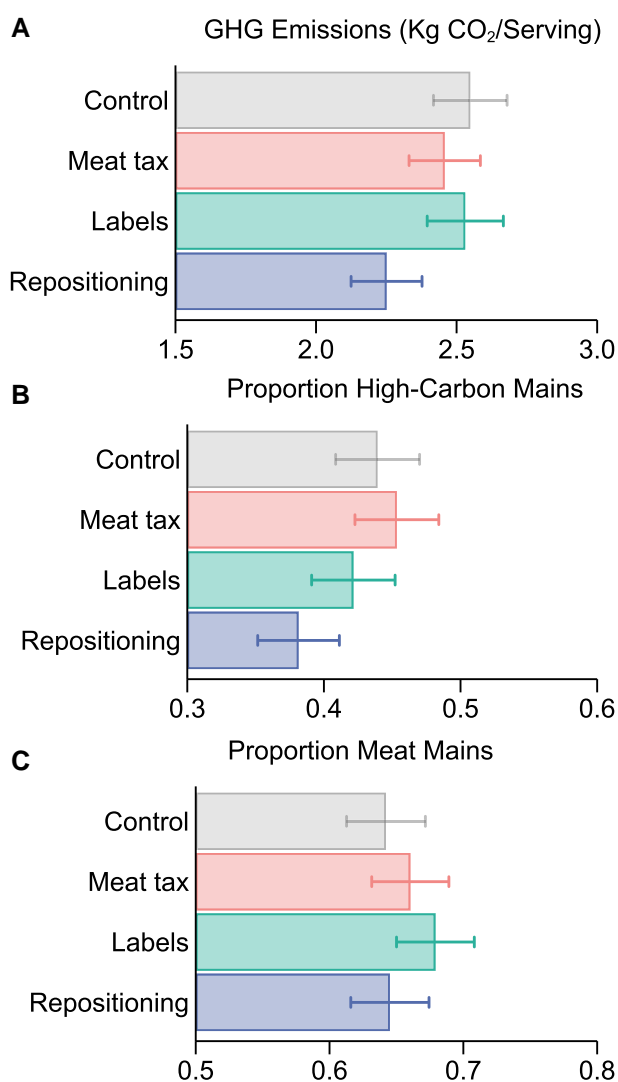 A
GHG Emissions (Kg CO₂/Serving)
Control
Meat tax
Labels
Repositioning
1.5 2.0 2.5 3.0
B
Proportion High-Carbon Mains
Control
Meat tax
Labels
Repositioning
0.3 0.4 0.5 0.6
C
Proportion Meat Mains
Control
Meat tax
Labels
Repositioning
0.5 0.6 0.7 0.8